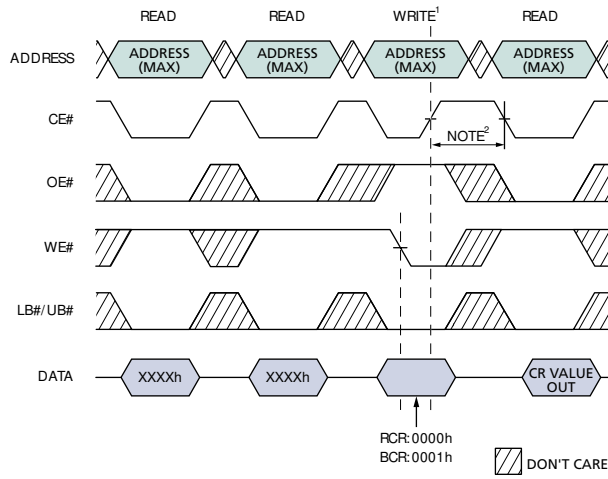 READ READ WRITE¹ READ
ADDRESS ADDRESS (MAX) ADDRESS (MAX) ADDRESS (MAX) ADDRESS (MAX)
CE#
NOTE²
OE#
WE#
LB#/UB#
DATA XXXXh XXXXh CR VALUE OUT
RCR: 0000h
BCR: 0001h
DON'T CARE